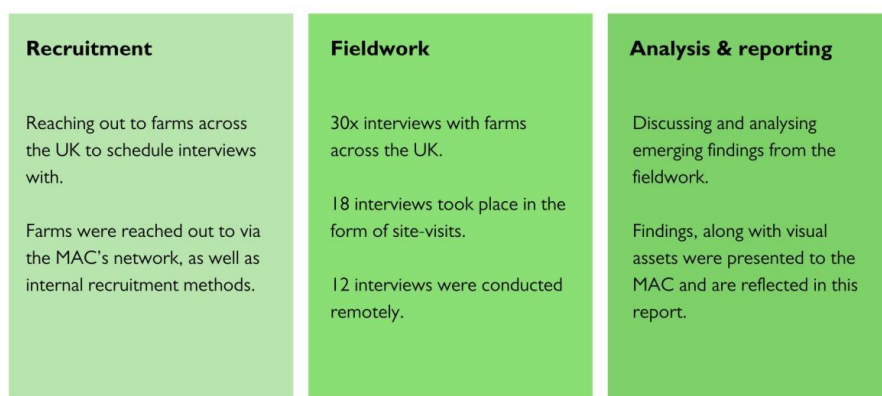 Recruitment
Reaching out to farms across
the UK to schedule interviews
with.
Farms were reached out to via
the MAC's network, as well as
internal recruitment methods.
Fieldwork
30x interviews with farms
across the UK.
18 interviews took place in the
form of site-visits.
12 interviews were conducted
remotely.
Analysis & reporting
Discussing and analysing
emerging findings from the
fieldwork.
Findings, along with visual
assets were presented to the
MAC and are reflected in this
report.